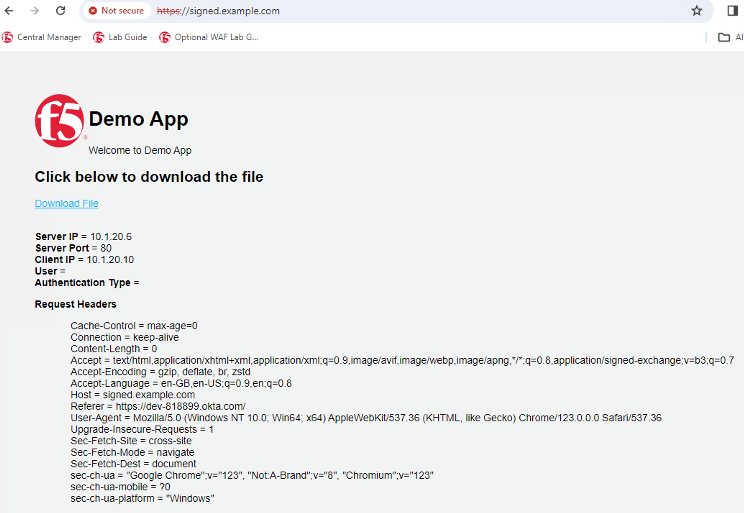 Not secure https://signed.example.com
Central Manager Lab Guide Optional WAF Lab G... Al
f5
Demo App
Welcome to Demo App
Click below to download the file
Download File
Server IP = 10.1.20.6
Server Port = 80
Client IP = 10.1.20.10
User =
Authentication Type =
Request Headers
Cache-Control = max-age=0
Connection = keep-alive
Content-Length = 0
Accept = text/html,application/xhtml+xml,application/xml;q=0.9,image/avif,image/webp,image/apng,*/*;q=0.8,application/signed-exchange;v=b3;q=0.7
Accept-Encoding = gzip, deflate, br, zstd
Accept-Language = en-GB,en-US;q=0.9,en;q=0.8
Host = signed.example.com
Referer = https://dev-818899.okta.com/
User-Agent = Mozilla/5.0 (Windows NT 10.0; Win64; x64) AppleWebKit/537.36 (KHTML, like Gecko) Chrome/123.0.0.0 Safari/537.36
Upgrade-Insecure-Requests = 1
Sec-Fetch-Site = cross-site
Sec-Fetch-Mode = navigate
Sec-Fetch-Dest = document
sec-ch-ua = "Google Chrome";v="123", "Not:A-Brand";v="8", "Chromium";v="123"
sec-ch-ua-mobile = ?0
sec-ch-ua-platform = "Windows"